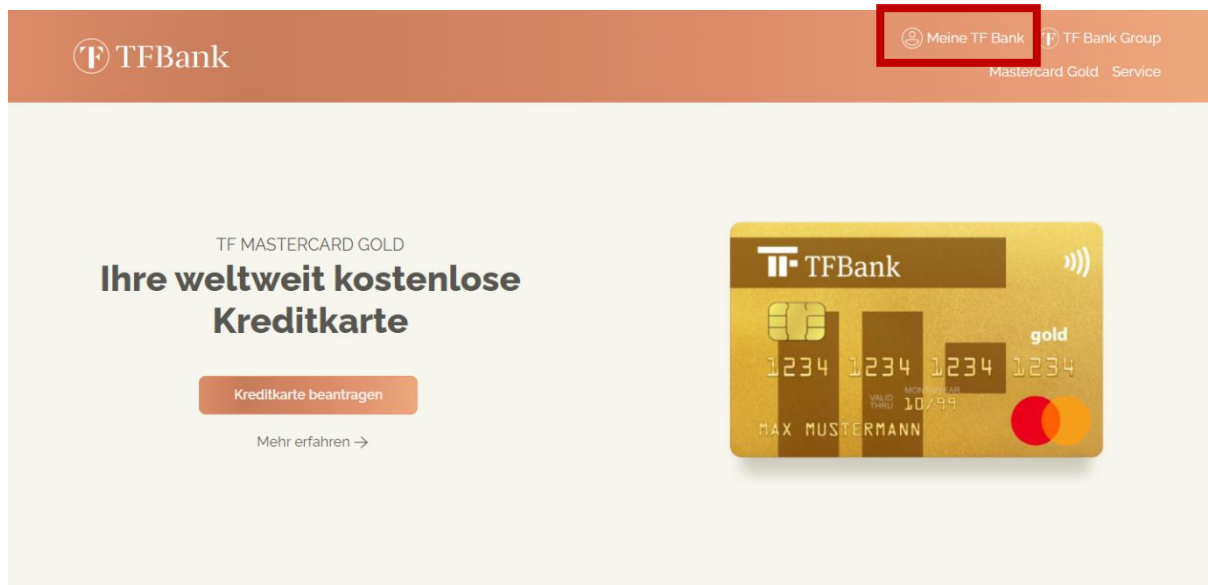 TFBank
Meine TF Bank
TF Bank Group
Mastercard Gold
Service
TF MASTERCARD GOLD
Ihre weltweit kostenlose
Kreditkarte
Kreditkarte beantragen
Mehr erfahren →
TFBank
gold
1234 1234 1234 1234
MONTH/YEAR
VALID
THRU 10/99
MAX MUSTERMANN